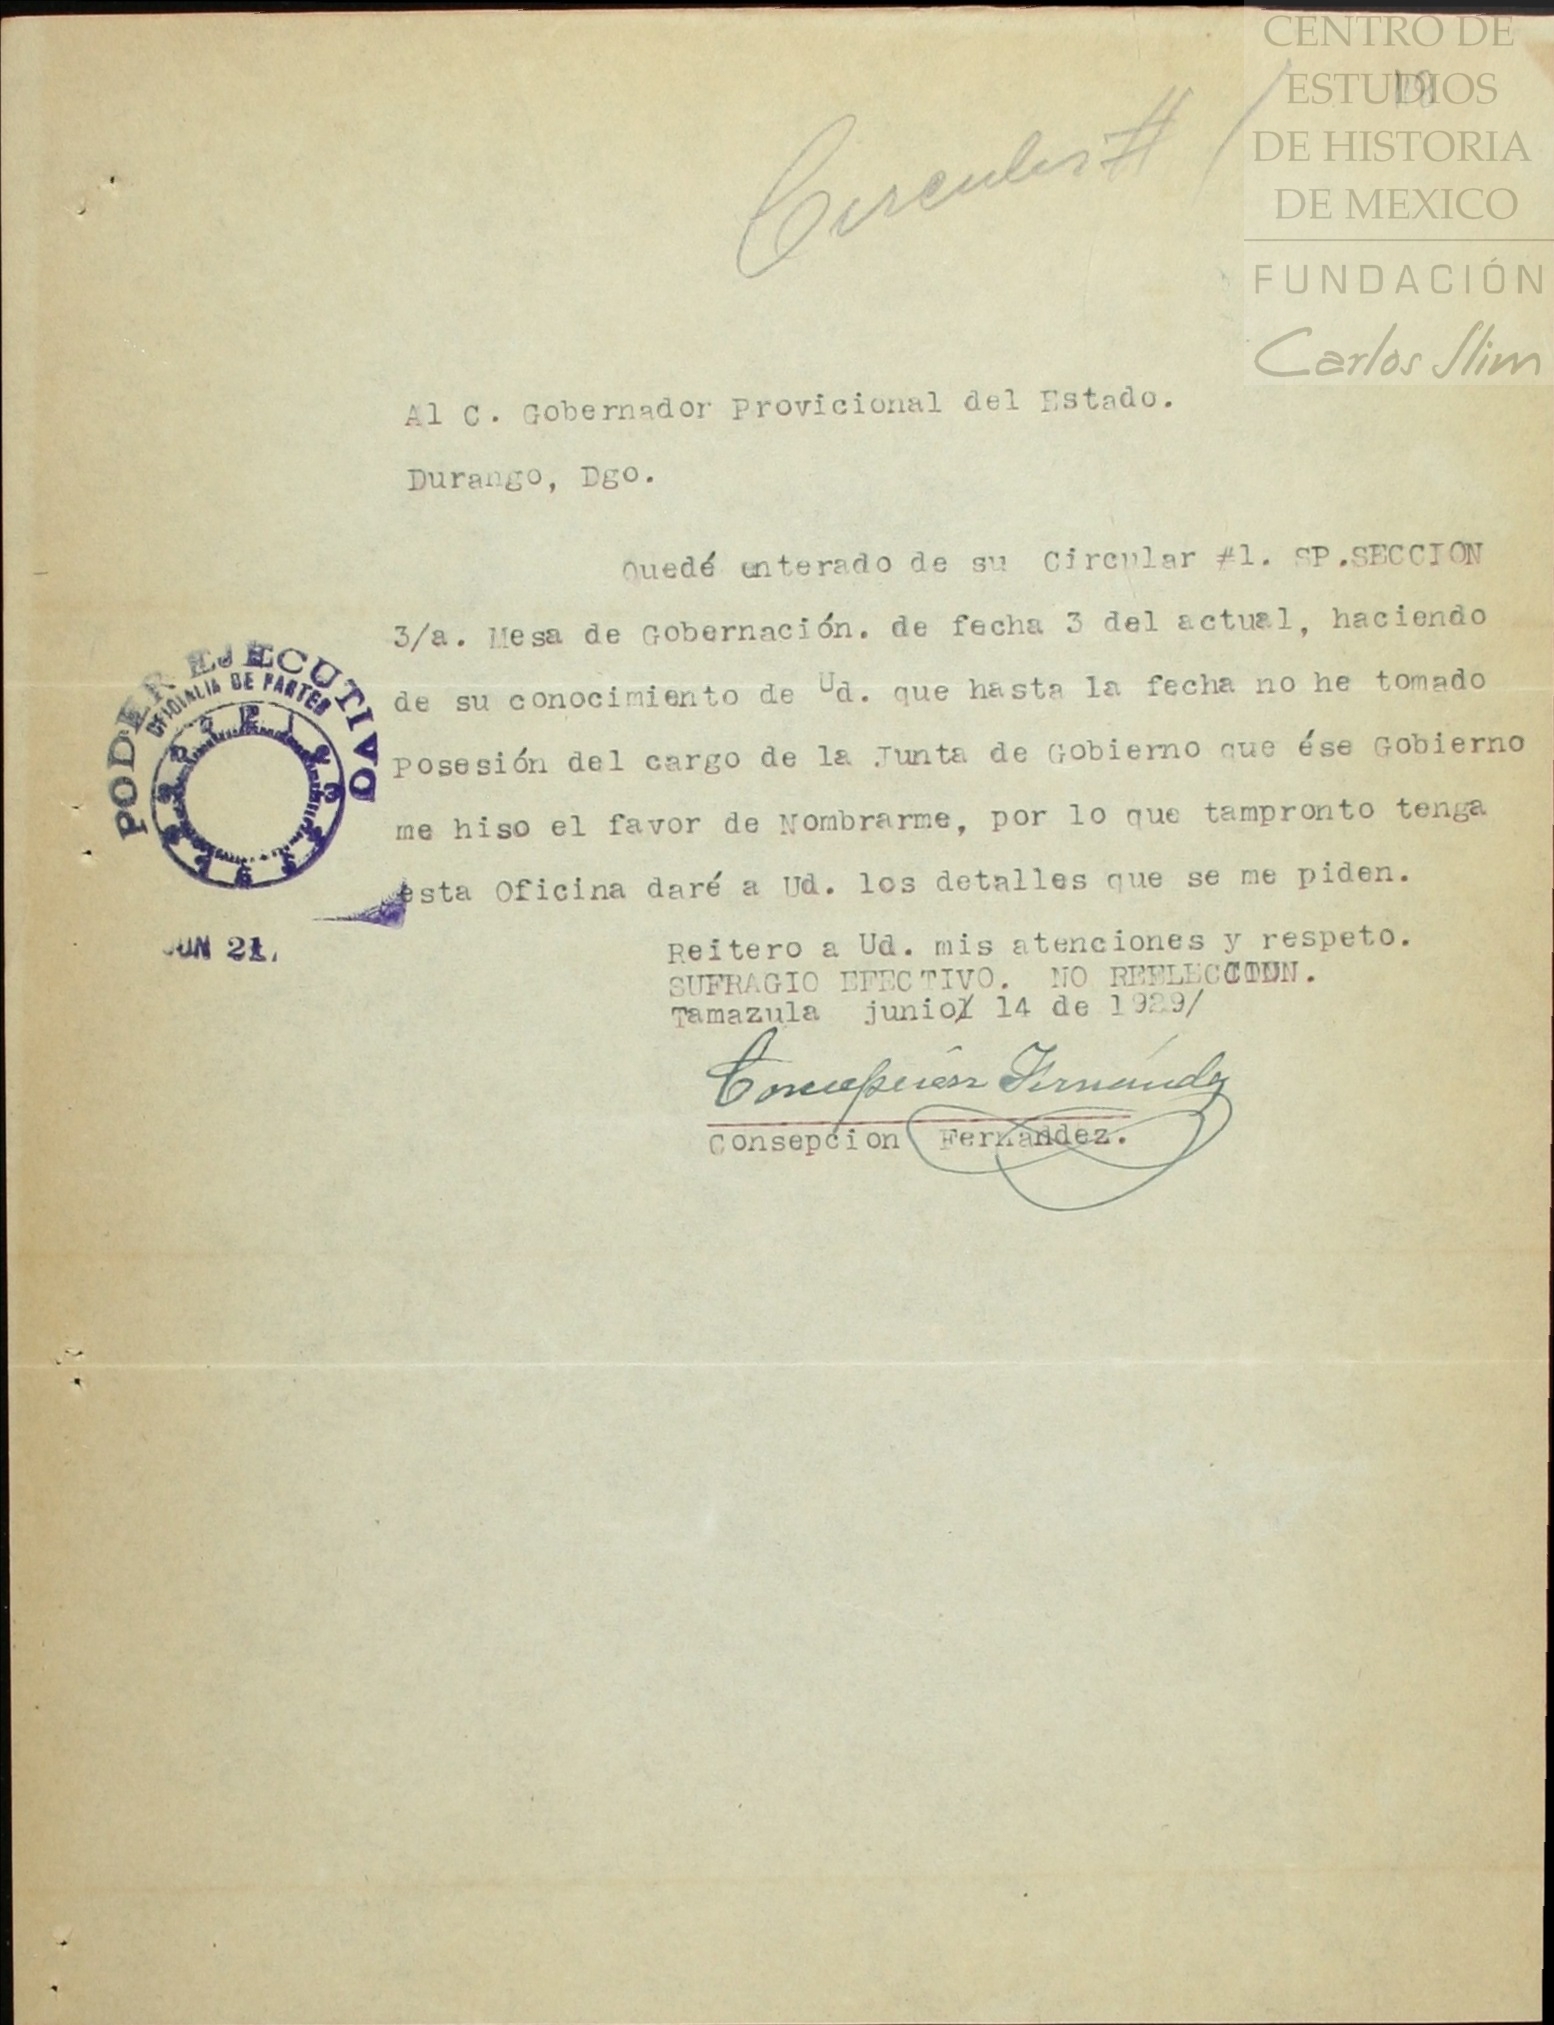 CENTRO DE
ESTUDIOS
DE HISTORIA
DE MEXICO
FUNDACIÓN
Carlos Slim
Circular # 1
Al C. Gobernador Provicional del Estado.
Durango, Dgo.
Quedé enterado de su Circular #1. SP.SECCION
3/a. Mesa de Gobernación. de fecha 3 del actual, haciendo
de su conocimiento de Ud. que hasta la fecha no he tomado
posesión del cargo de la Junta de Gobierno que ése Gobierno
me hiso el favor de Nombrarme, por lo que tampronto tenga
ésta Oficina daré a Ud. los detalles que se me piden.
PODER EJECUTIVO
OFICIALIA DE PARTES
JUN 21.
Reitero a Ud. mis atenciones y respeto.
SUFRAGIO EFECTIVO. NO REELECCION.
Tamazula junio/ 14 de 1929/
Concepción Fernández
Consepcion Fernandez.